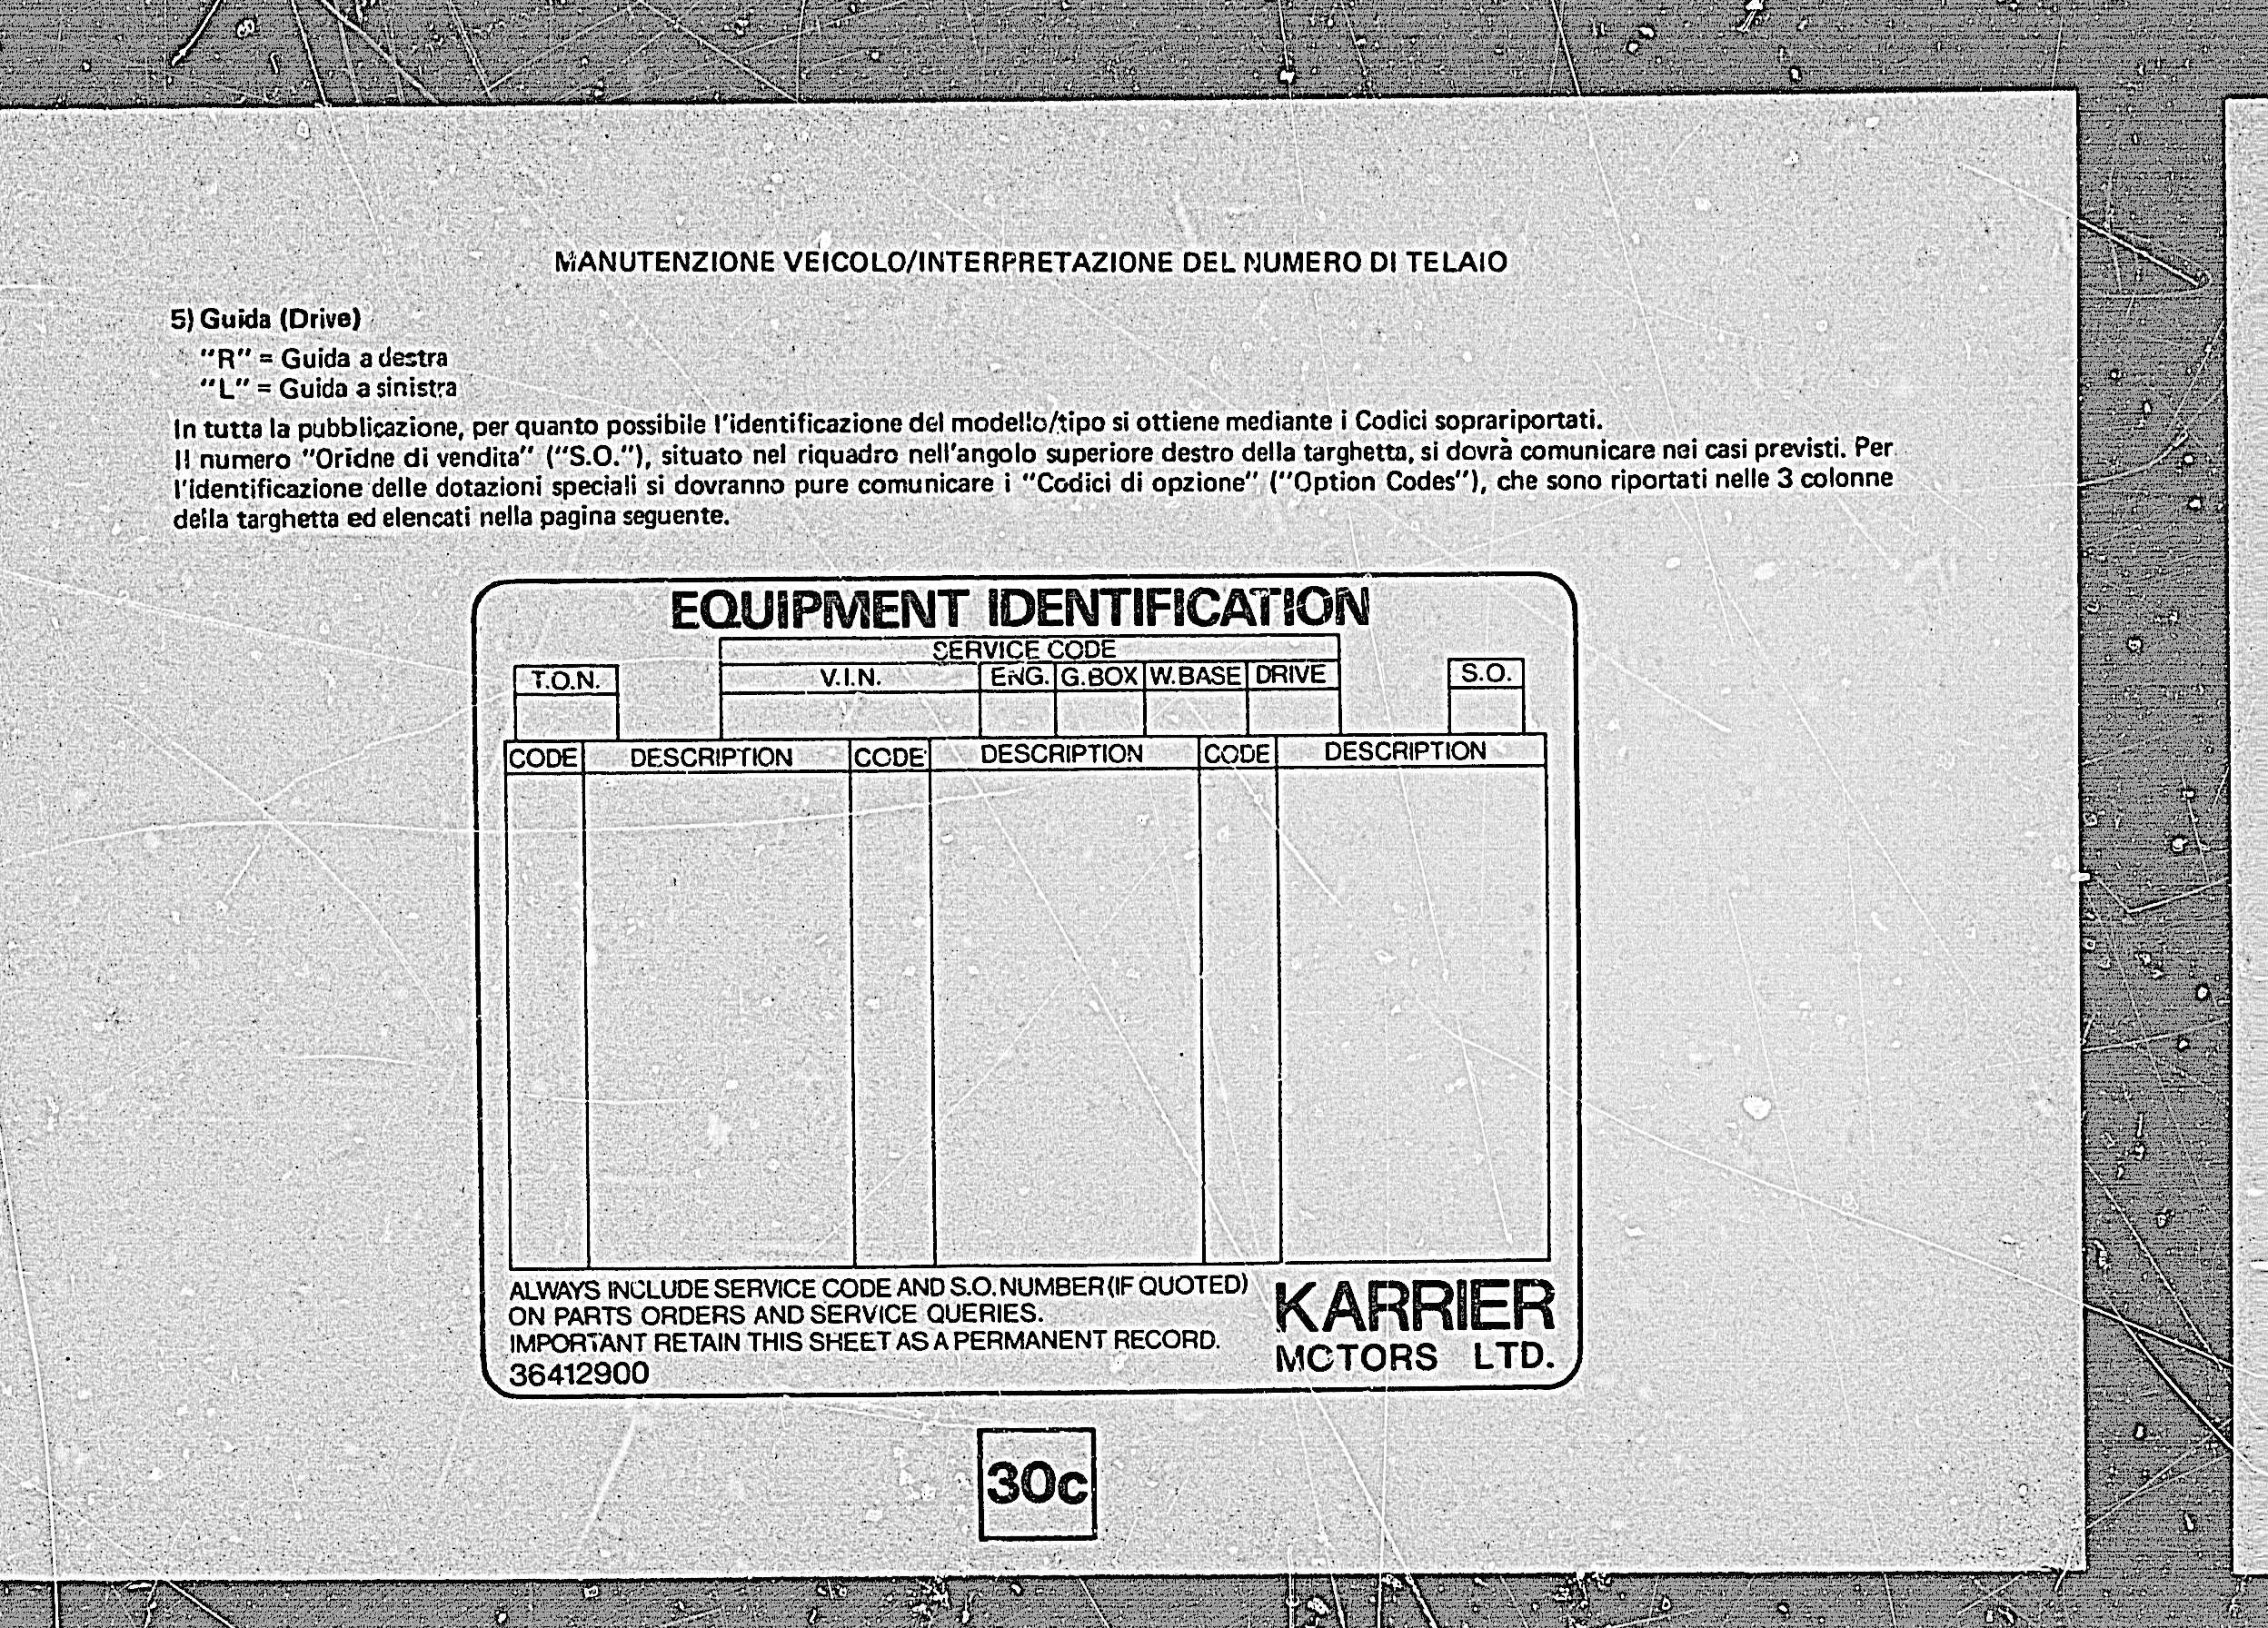 MANUTENZIONE VEICOLO/INTERPRETAZIONE DEL NUMERO DI TELAIO
5) Guida (Drive)
"R" = Guida a destra
"L" = Guida a sinistra
In tutta la pubblicazione, per quanto possibile l'identificazione del modello/tipo si ottiene mediante i Codici soprariportati.
Il numero "Oridne di vendita" ("S.O."), situato nel riquadro nell'angolo superiore destro della targhetta, si dovrà comunicare nei casi previsti. Per
l'identificazione delle dotazioni speciali si dovranno pure comunicare i "Codici di opzione" ("Option Codes"), che sono riportati nelle 3 colonne
della targhetta ed elencati nella pagina seguente.
EQUIPMENT IDENTIFICATION
SERVICE CODE
T.O.N. V.I.N. ENG. G.BOX W.BASE DRIVE S.O.
CODE DESCRIPTION CODE DESCRIPTION CODE DESCRIPTION
ALWAYS INCLUDE SERVICE CODE AND S.O. NUMBER (IF QUOTED)
ON PARTS ORDERS AND SERVICE QUERIES.
IMPORTANT RETAIN THIS SHEET AS A PERMANENT RECORD.
36412900
KARRIER
MOTORS LTD.
30c